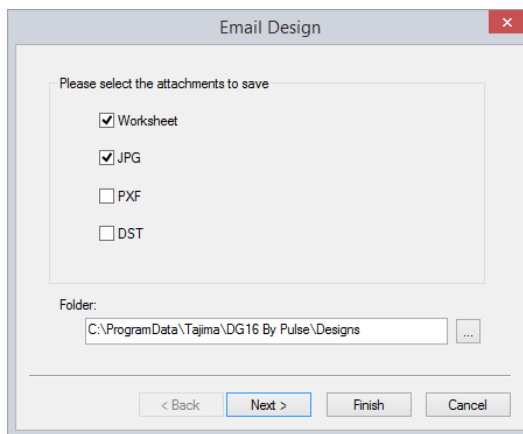 Email Design
Please select the attachments to save
Worksheet
JPG
PXF
DST
Folder:
C:\ProgramData\Tajima\DG16 By Pulse\Designs
...
< Back
Next >
Finish
Cancel